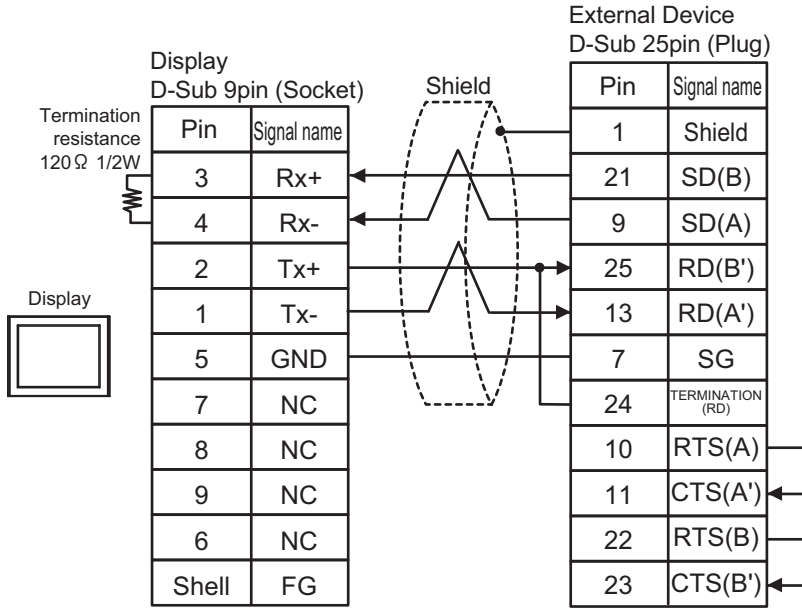 External Device
D-Sub 25pin (Plug)
Display
D-Sub 9pin (Socket)
Shield
Termination
resistance
120Ω 1/2W
Display
Pin Signal name
3 Rx+
4 Rx-
2 Tx+
1 Tx-
5 GND
7 NC
8 NC
9 NC
6 NC
Shell FG
Pin Signal name
1 Shield
21 SD(B)
9 SD(A)
25 RD(B')
13 RD(A')
7 SG
24 TERMINATION
(RD)
10 RTS(A)
11 CTS(A')
22 RTS(B)
23 CTS(B')